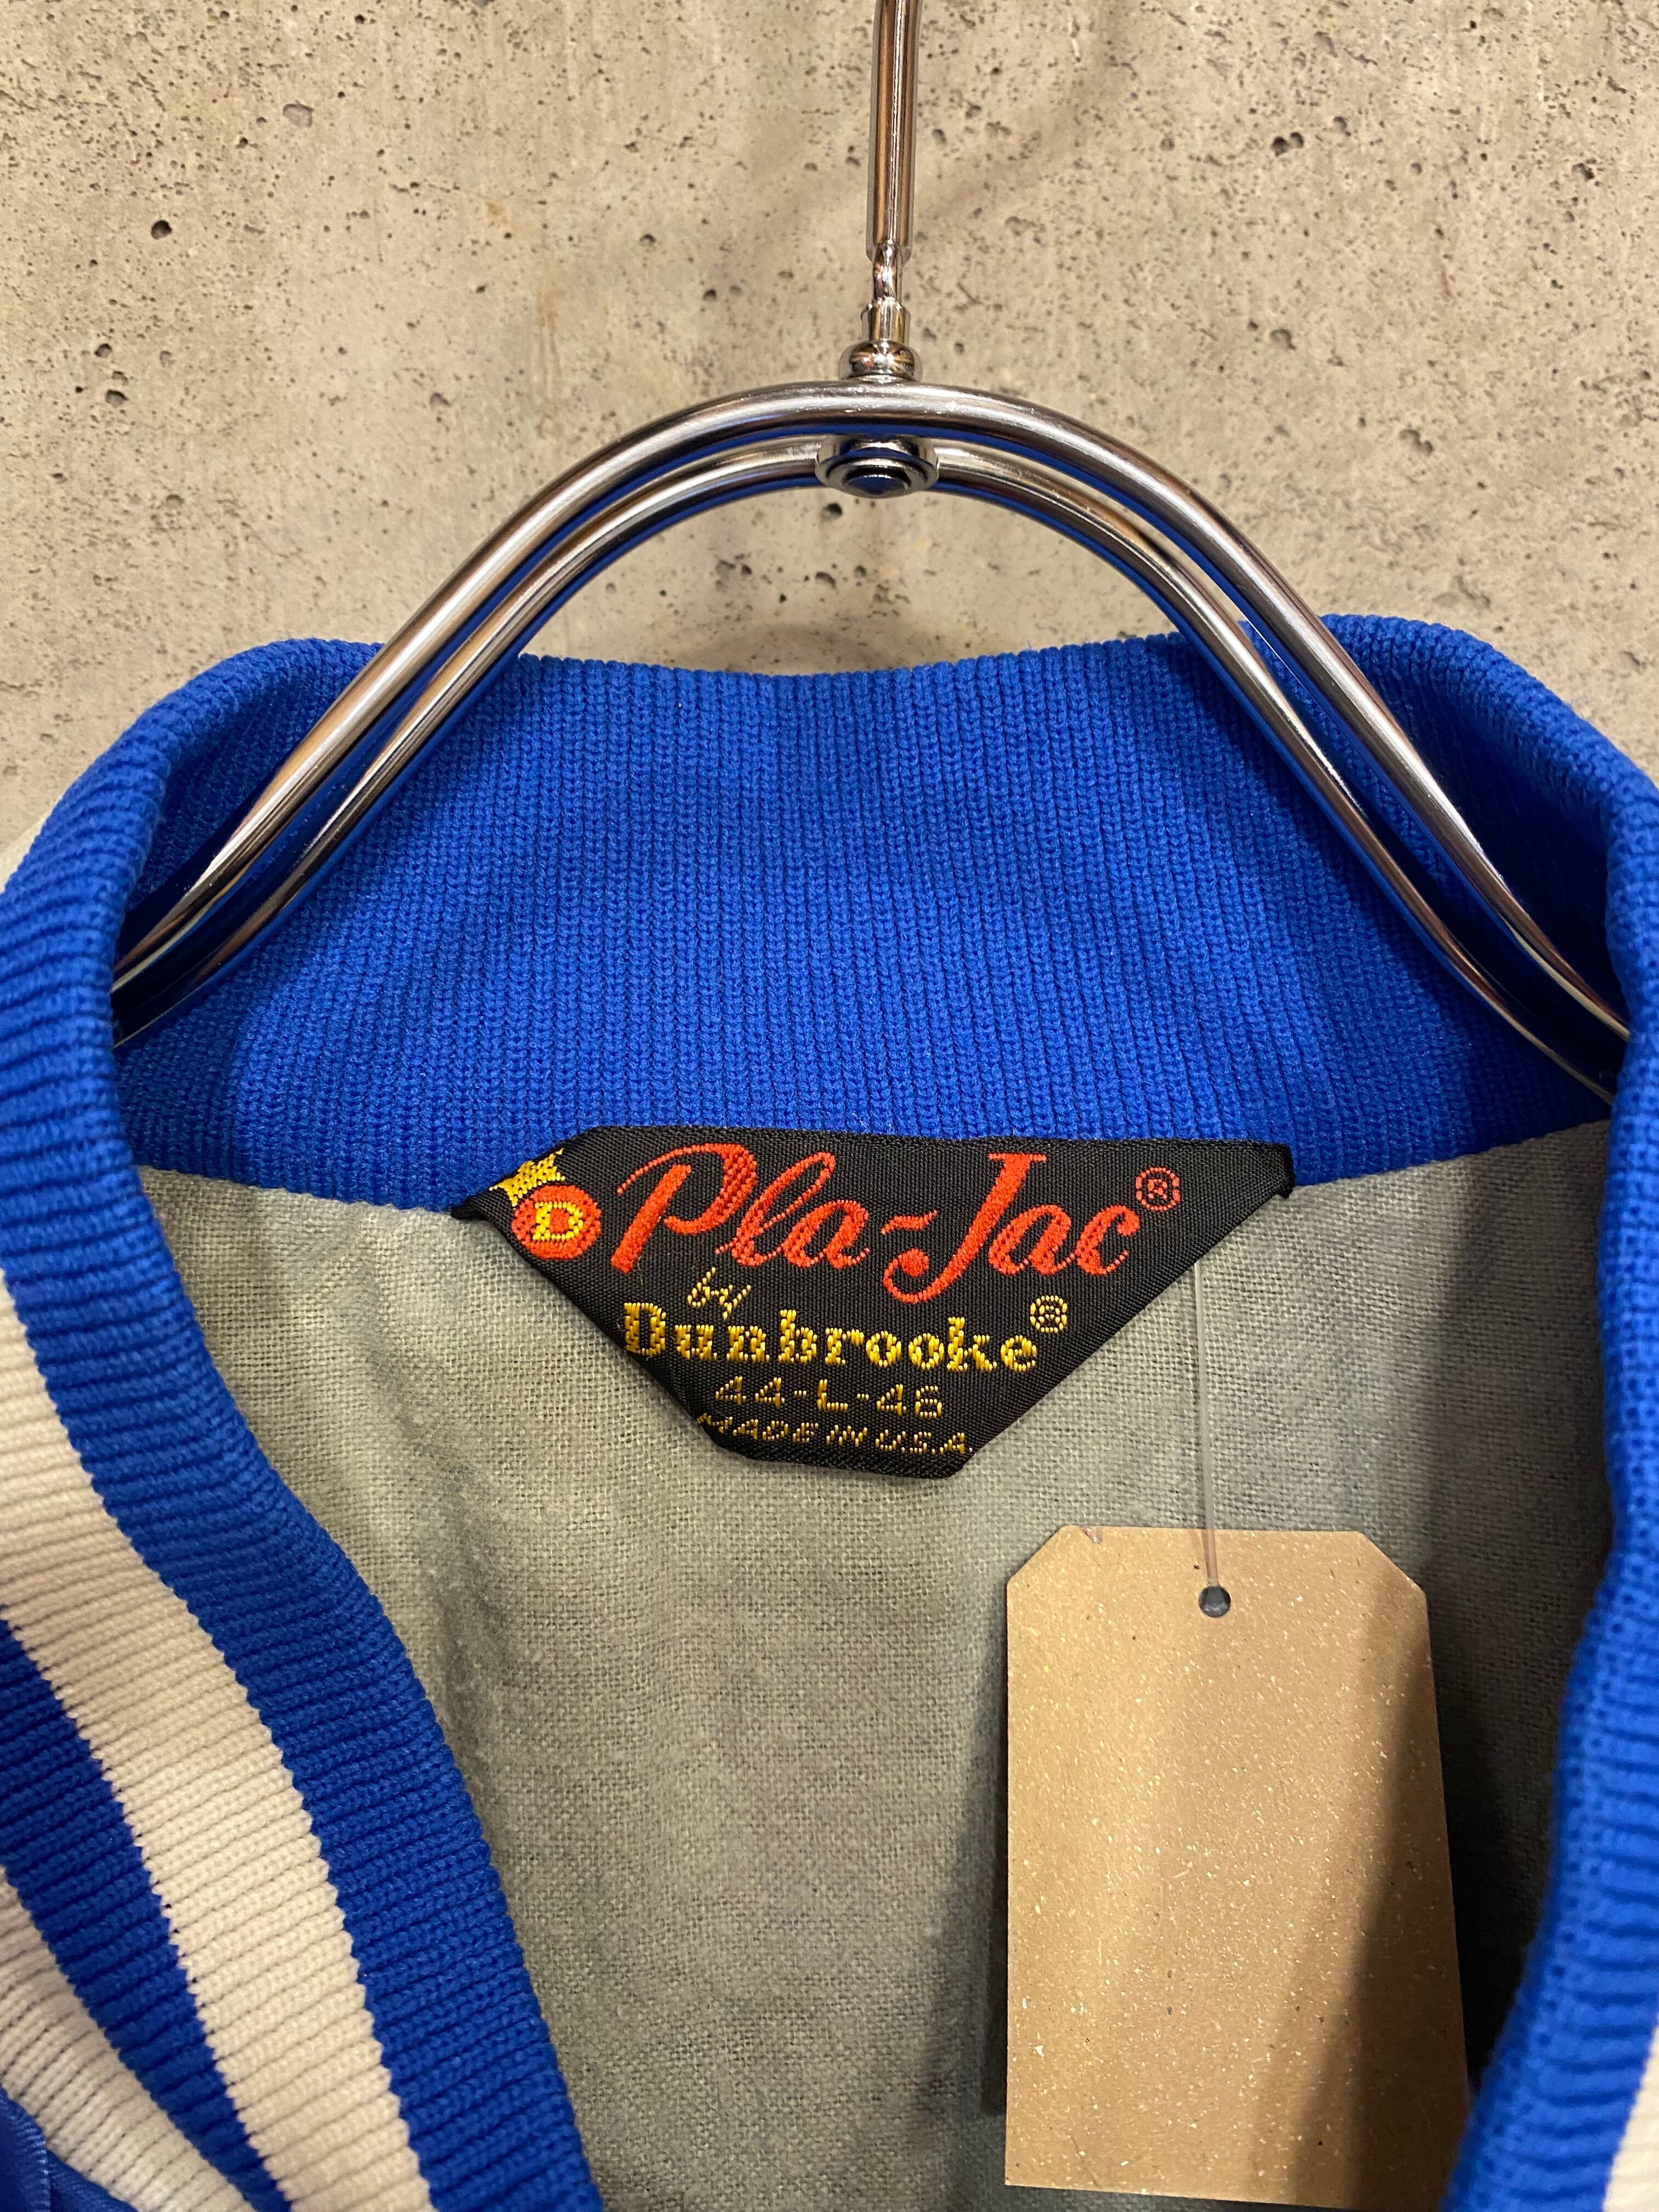 D Pla-Jac®
by
Dunbrooke®
44-L-46
MADE IN U.S.A.